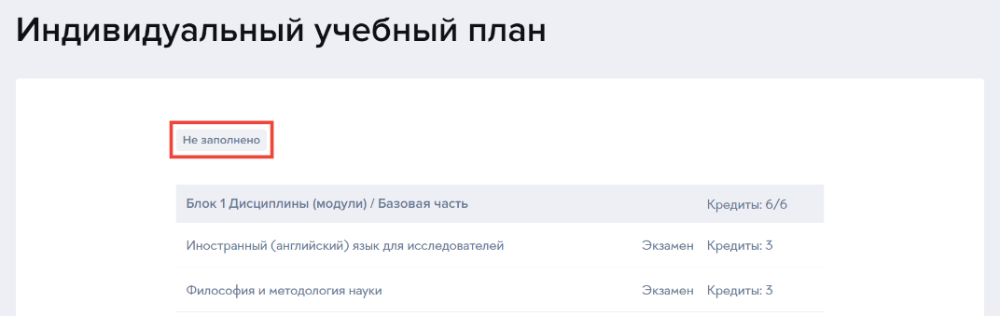 Индивидуальный учебный план
Не заполнено
Блок 1 Дисциплины (модули) / Базовая часть Кредиты: 6/6
Иностранный (английский) язык для исследователей Экзамен Кредиты: 3
Философия и методология науки Экзамен Кредиты: 3